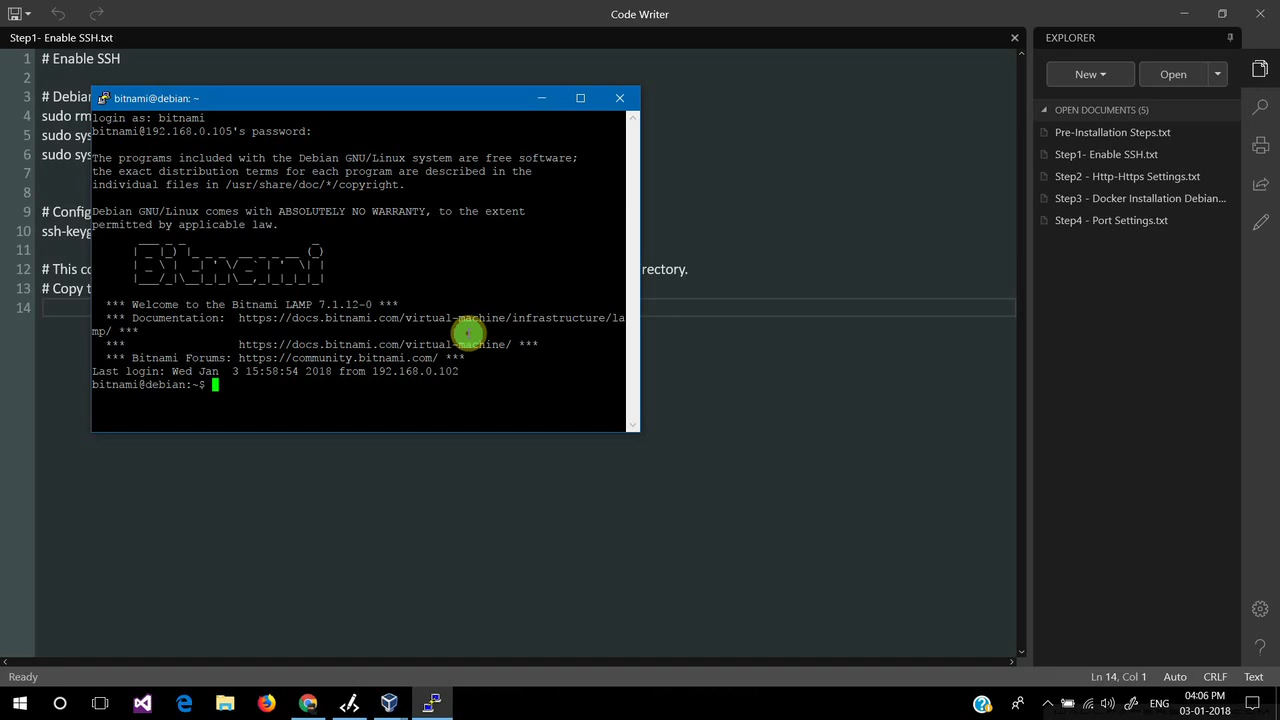 Code Writer
Step1- Enable SSH.txt
1 # Enable SSH
2
3 # Debia
4 sudo rm
5 sudo sys
6 sudo sys
7
8
9 # Config
10 ssh-keyg
11
12 # This co
rectory.
13 # Copy t
14
bitnami@debian: ~
login as: bitnami
bitnami@192.168.0.105's password:
The programs included with the Debian GNU/Linux system are free software;
the exact distribution terms for each program are described in the
individual files in /usr/share/doc/*/copyright.
Debian GNU/Linux comes with ABSOLUTELY NO WARRANTY, to the extent
permitted by applicable law.
Bitnami
*** Welcome to the Bitnami LAMP 7.1.12-0 ***
*** Documentation:  https://docs.bitnami.com/virtual-machine/infrastructure/la
mp/ ***
***                 https://docs.bitnami.com/virtual-machine/ ***
*** Bitnami Forums: https://community.bitnami.com/ ***
Last login: Wed Jan  3 15:58:54 2018 from 192.168.0.102
bitnami@debian:~$
EXPLORER
New
Open
OPEN DOCUMENTS (5)
Pre-Installation Steps.txt
Step1- Enable SSH.txt
Step2 - Http-Https Settings.txt
Step3 - Docker Installation Debian...
Step4 - Port Settings.txt
Ready
Ln 14, Col 1
Auto
CRLF
Text
ENG
04:06 PM
03-01-2018